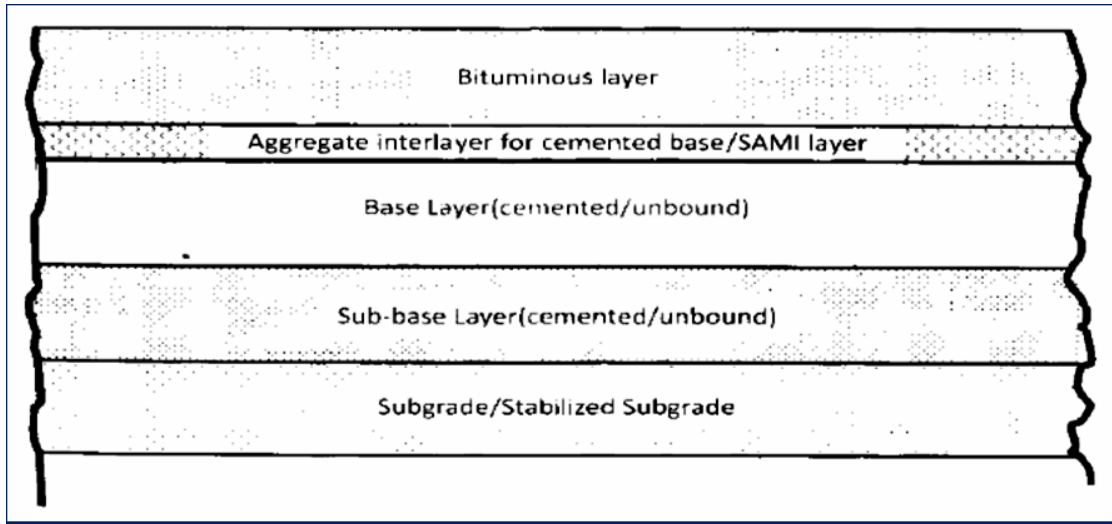 Bituminous layer
Aggregate interlayer for cemented base/SAMI layer
Base Layer(cemented/unbound)
Sub-base Layer(cemented/unbound)
Subgrade/Stabilized Subgrade